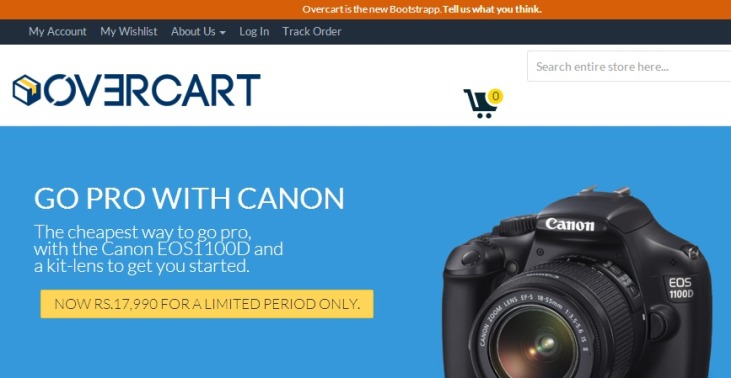 Overcart is the new Bootstrapp. Tell us what you think.
My Account My Wishlist About Us Log In Track Order
Search entire store here...
OVERCART
0
GO PRO WITH CANON
The cheapest way to go pro,
with the Canon EOS1100D and
a kit-lens to get you started.
NOW RS.17,990 FOR A LIMITED PERIOD ONLY.
Canon
EOS
1100D
CANON ZOOM LENS EF-S 18-55mm 1:3.5-5.6 IS II